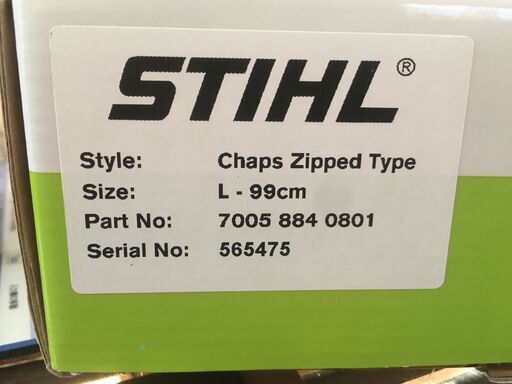 STIHL®
Style: Chaps Zipped Type
Size: L - 99cm
Part No: 7005 884 0801
Serial No: 565475